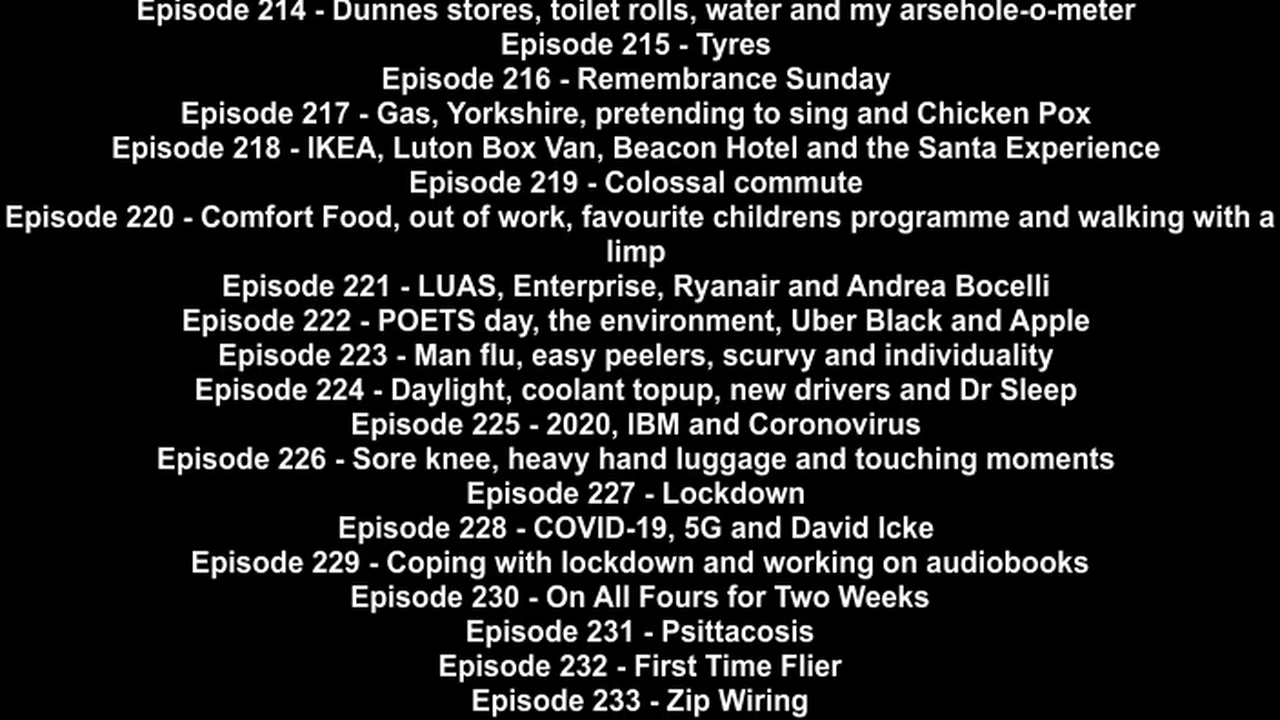 Episode 214 - Dunnes stores, toilet rolls, water and my arsehole-o-meter
Episode 215 - Tyres
Episode 216 - Remembrance Sunday
Episode 217 - Gas, Yorkshire, pretending to sing and Chicken Pox
Episode 218 - IKEA, Luton Box Van, Beacon Hotel and the Santa Experience
Episode 219 - Colossal commute
Episode 220 - Comfort Food, out of work, favourite childrens programme and walking with a
limp
Episode 221 - LUAS, Enterprise, Ryanair and Andrea Bocelli
Episode 222 - POETS day, the environment, Uber Black and Apple
Episode 223 - Man flu, easy peelers, scurvy and individuality
Episode 224 - Daylight, coolant topup, new drivers and Dr Sleep
Episode 225 - 2020, IBM and Coronovirus
Episode 226 - Sore knee, heavy hand luggage and touching moments
Episode 227 - Lockdown
Episode 228 - COVID-19, 5G and David Icke
Episode 229 - Coping with lockdown and working on audiobooks
Episode 230 - On All Fours for Two Weeks
Episode 231 - Psittacosis
Episode 232 - First Time Flier
Episode 233 - Zip Wiring